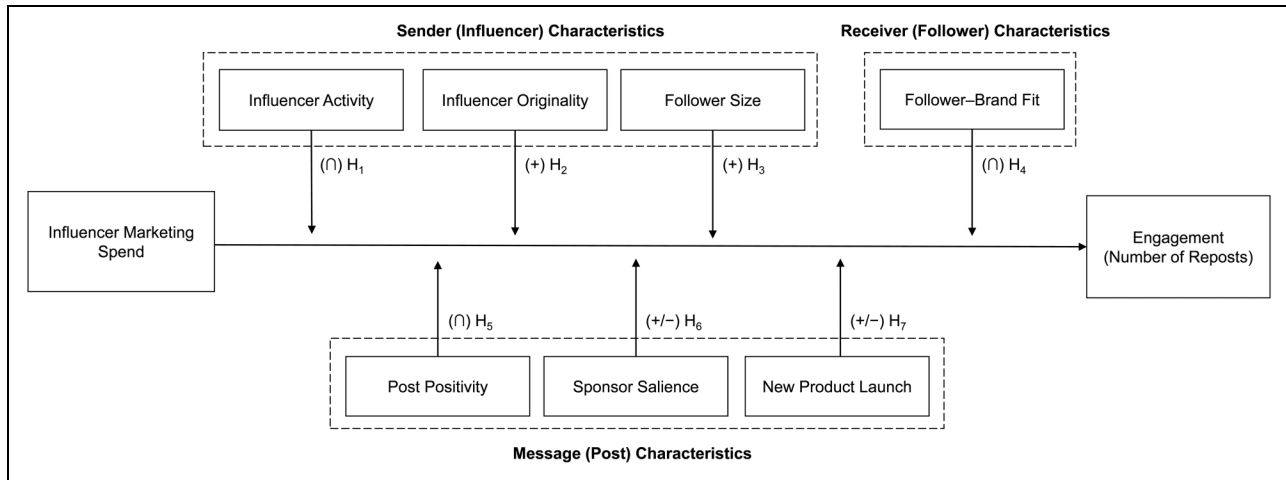 Sender (Influencer) Characteristics
Receiver (Follower) Characteristics
Influencer Activity
Influencer Originality
Follower Size
Follower–Brand Fit
(∩) H₁
(+) H₂
(+) H₃
(∩) H₄
Influencer Marketing
Spend
Engagement
(Number of Reposts)
(∩) H₅
(+/−) H₆
(+/−) H₇
Post Positivity
Sponsor Salience
New Product Launch
Message (Post) Characteristics